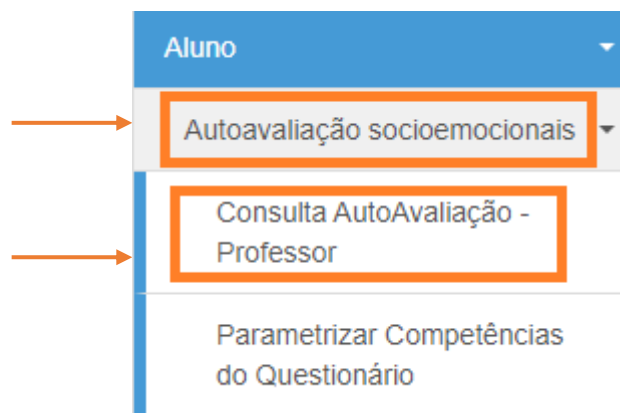 Aluno
Autoavaliação socioemocionais
Consulta AutoAvaliação -
Professor
Parametrizar Competências
do Questionário